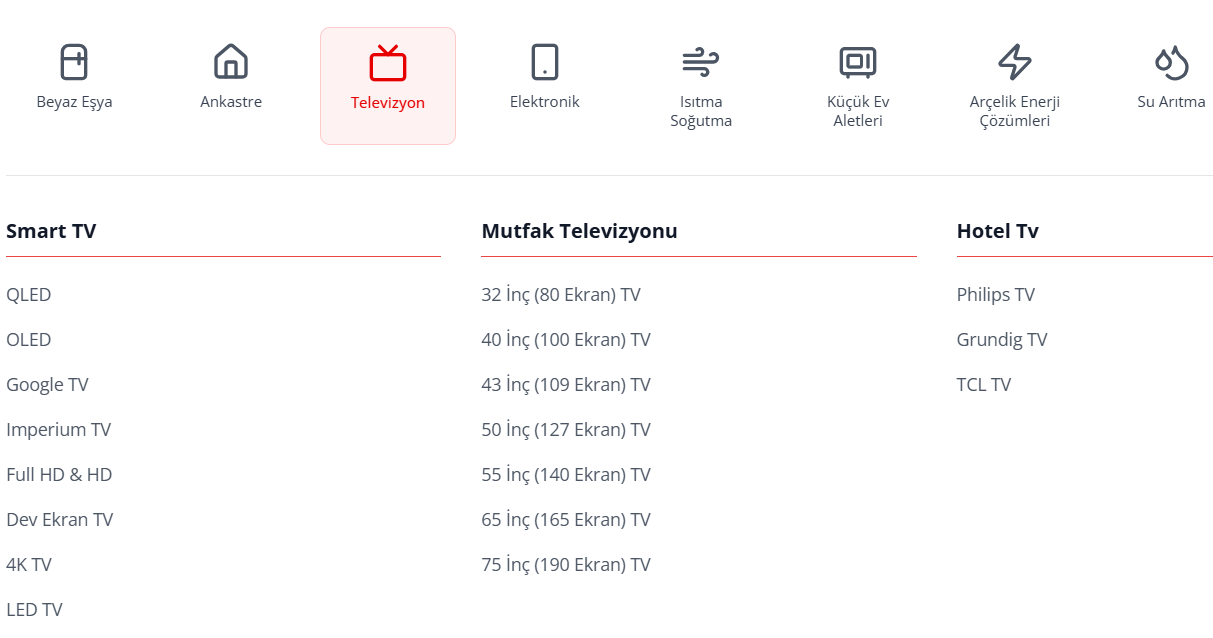 Beyaz Eşya
Ankastre
Televizyon
Elektronik
Isıtma
Soğutma
Küçük Ev
Aletleri
Arçelik Enerji
Çözümleri
Su Arıtma
Smart TV
QLED
OLED
Google TV
Imperium TV
Full HD & HD
Dev Ekran TV
4K TV
LED TV
Mutfak Televizyonu
32 İnç (80 Ekran) TV
40 İnç (100 Ekran) TV
43 İnç (109 Ekran) TV
50 İnç (127 Ekran) TV
55 İnç (140 Ekran) TV
65 İnç (165 Ekran) TV
75 İnç (190 Ekran) TV
Hotel Tv
Philips TV
Grundig TV
TCL TV